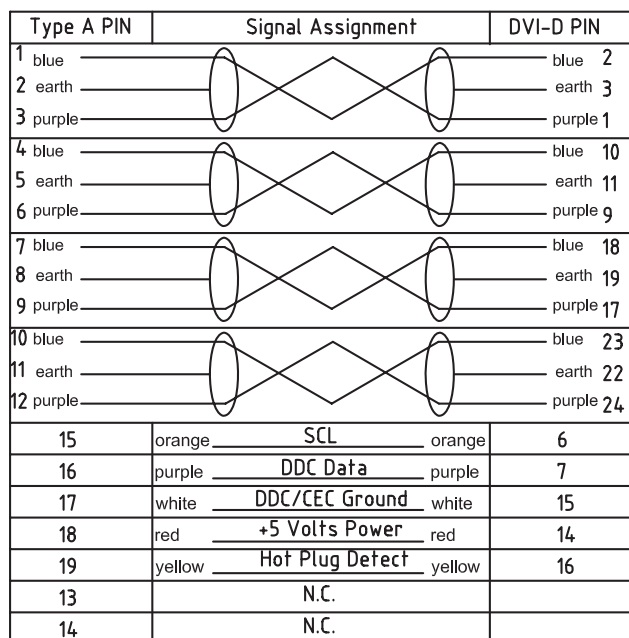 Type A PIN Signal Assignment DVI-D PIN
1 blue blue 2
2 earth earth 3
3 purple purple 1
4 blue blue 10
5 earth earth 11
6 purple purple 9
7 blue blue 18
8 earth earth 19
9 purple purple 17
10 blue blue 23
11 earth earth 22
12 purple purple 24
15 orange SCL orange 6
16 purple DDC Data purple 7
17 white DDC/CEC Ground white 15
18 red +5 Volts Power red 14
19 yellow Hot Plug Detect yellow 16
13 N.C.
14 N.C.